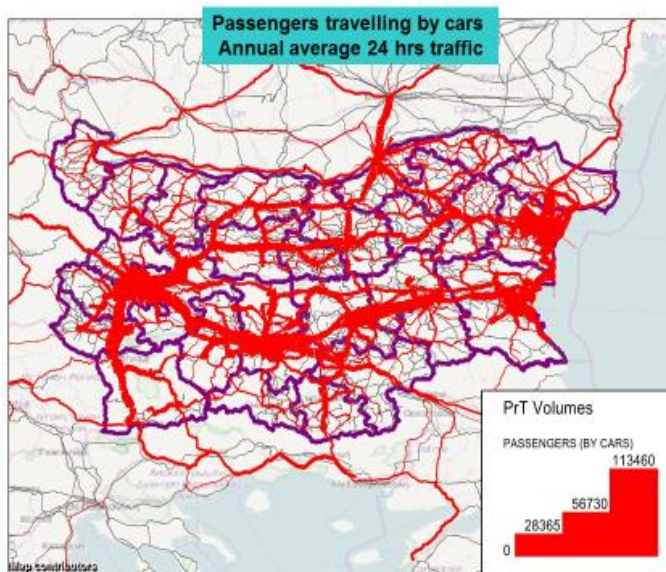 Passengers travelling by cars
Annual average 24 hrs traffic
PrT Volumes
PASSENGERS (BY CARS)
113460
56730
28365
0
Map contributors